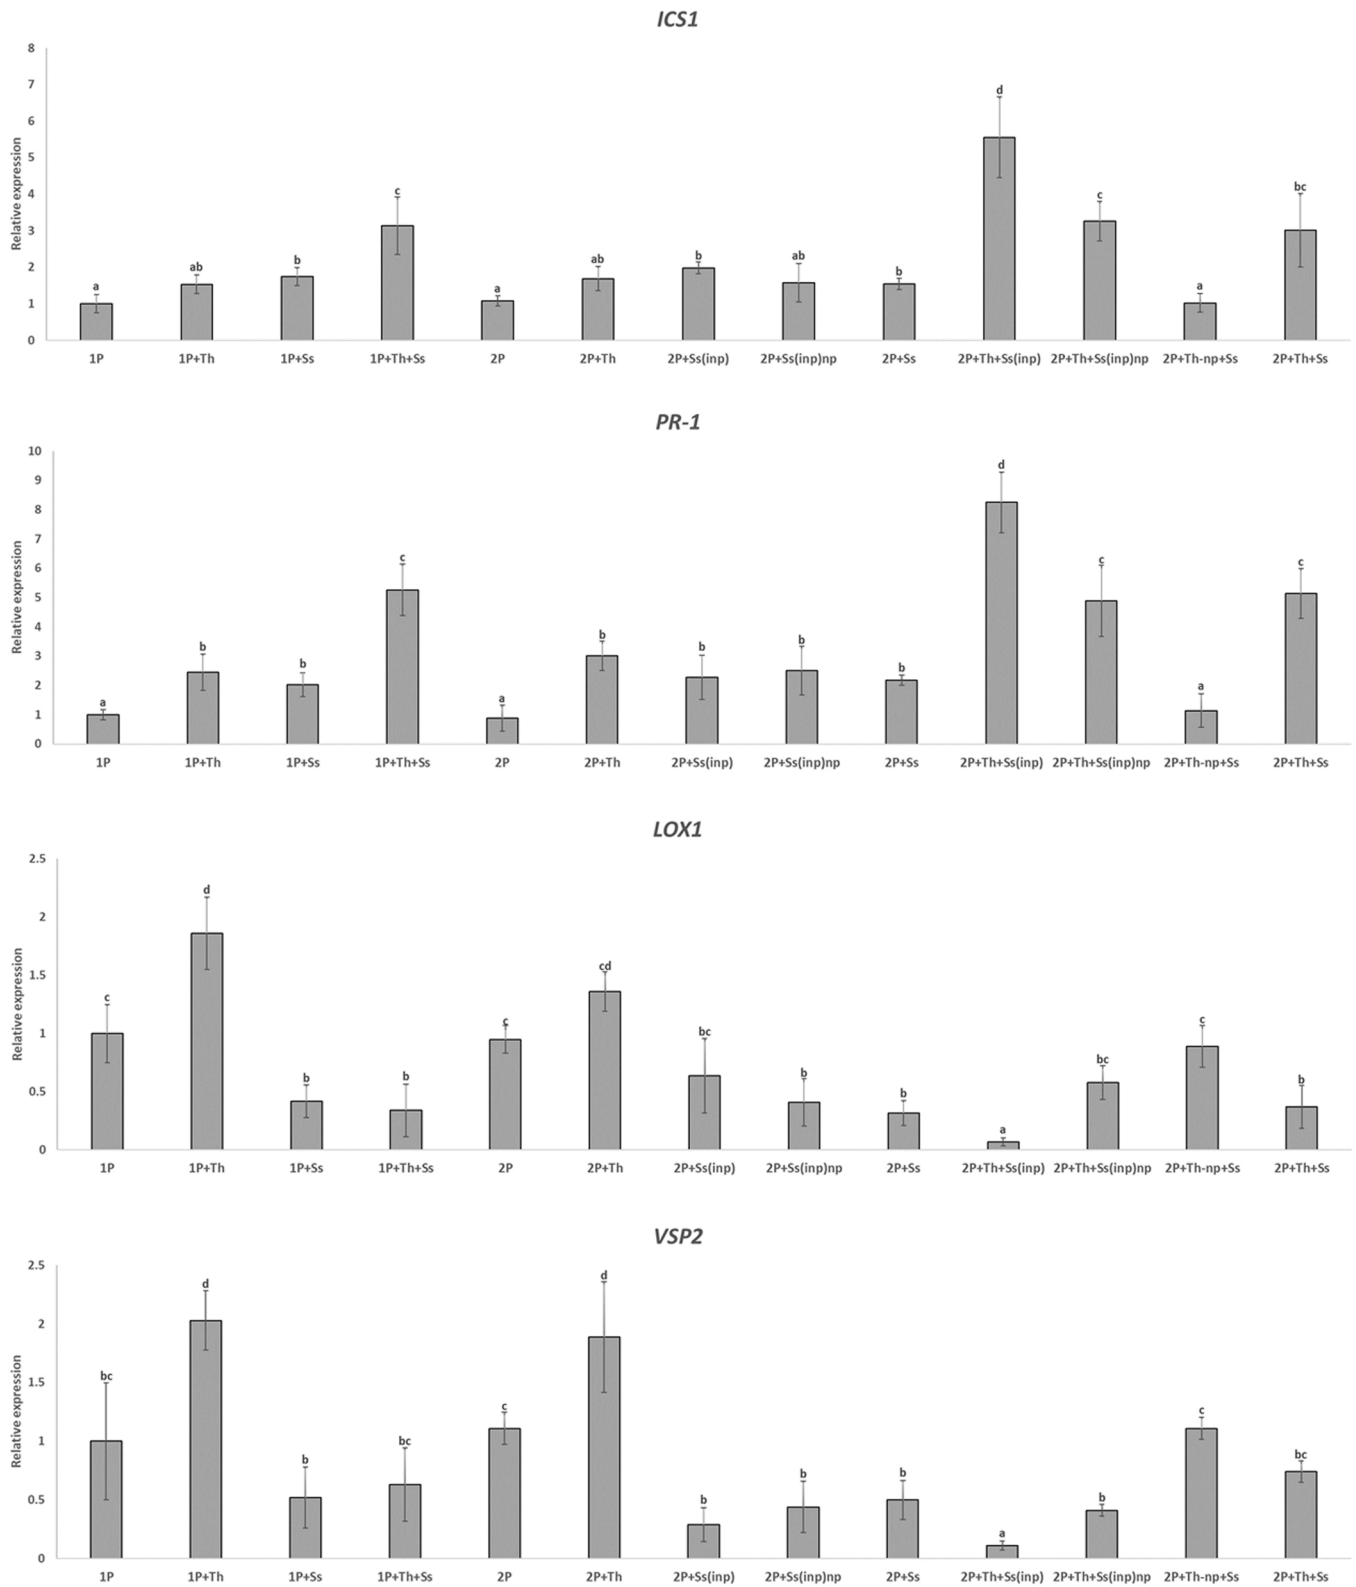 ICS1
Relative expression
8
7
6
5
4
3
2
1
0
a
ab
b
c
a
ab
b
ab
b
d
c
a
bc
1P 1P+Th 1P+Ss 1P+Th+Ss 2P 2P+Th 2P+Ss(inp) 2P+Ss(inp)np 2P+Ss 2P+Th+Ss(inp) 2P+Th+Ss(inp)np 2P+Th-np+Ss 2P+Th+Ss
PR-1
Relative expression
10
9
8
7
6
5
4
3
2
1
0
a
b
b
c
a
b
b
b
b
d
c
a
c
1P 1P+Th 1P+Ss 1P+Th+Ss 2P 2P+Th 2P+Ss(inp) 2P+Ss(inp)np 2P+Ss 2P+Th+Ss(inp) 2P+Th+Ss(inp)np 2P+Th-np+Ss 2P+Th+Ss
LOX1
Relative expression
2.5
2
1.5
1
0.5
0
c
d
b
b
c
cd
bc
b
b
a
bc
c
b
1P 1P+Th 1P+Ss 1P+Th+Ss 2P 2P+Th 2P+Ss(inp) 2P+Ss(inp)np 2P+Ss 2P+Th+Ss(inp) 2P+Th+Ss(inp)np 2P+Th-np+Ss 2P+Th+Ss
VSP2
Relative expression
2.5
2
1.5
1
0.5
0
bc
d
b
bc
c
d
b
b
b
a
b
c
bc
1P 1P+Th 1P+Ss 1P+Th+Ss 2P 2P+Th 2P+Ss(inp) 2P+Ss(inp)np 2P+Ss 2P+Th+Ss(inp) 2P+Th+Ss(inp)np 2P+Th-np+Ss 2P+Th+Ss